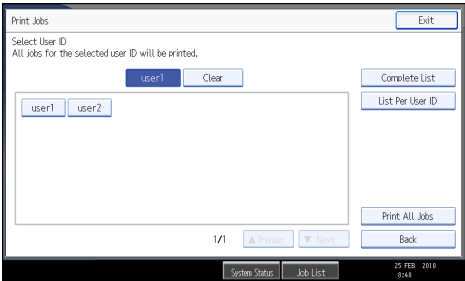 Print Jobs
Exit
Select User ID
All jobs for the selected user ID will be printed.
user1
Clear
Complete List
user1
user2
List Per User ID
Print All Jobs
1/1
▲ Previous
▼ Next
Back
System Status
Job List
25 FEB 2010
8:48